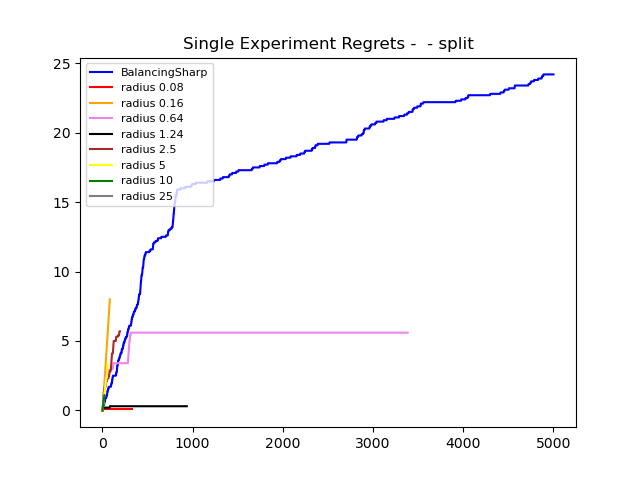 Single Experiment Regrets -  - split
25
20
15
10
5
0
BalancingSharp
radius 0.08
radius 0.16
radius 0.64
radius 1.24
radius 2.5
radius 5
radius 10
radius 25
0 1000 2000 3000 4000 5000